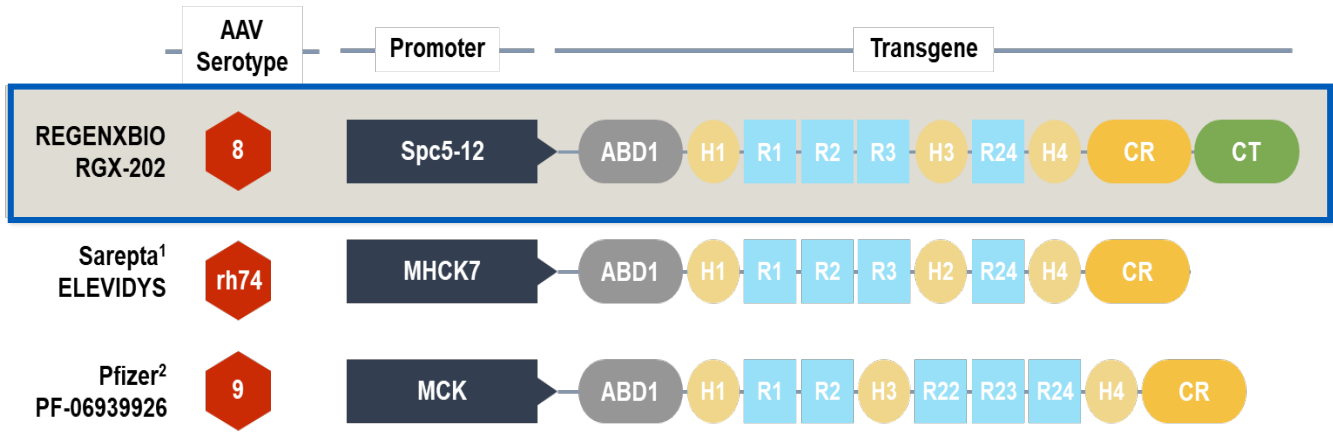 AAV
Serotype
Promoter
Transgene
REGENXBIO
RGX-202
8
Spc5-12
ABD1 H1 R1 R2 R3 H3 R24 H4 CR CT
Sarepta¹
ELEVIDYS
rh74
MHCK7
ABD1 H1 R1 R2 R3 H2 R24 H4 CR
Pfizer²
PF-06939926
9
MCK
ABD1 H1 R1 R2 H3 R22 R23 R24 H4 CR